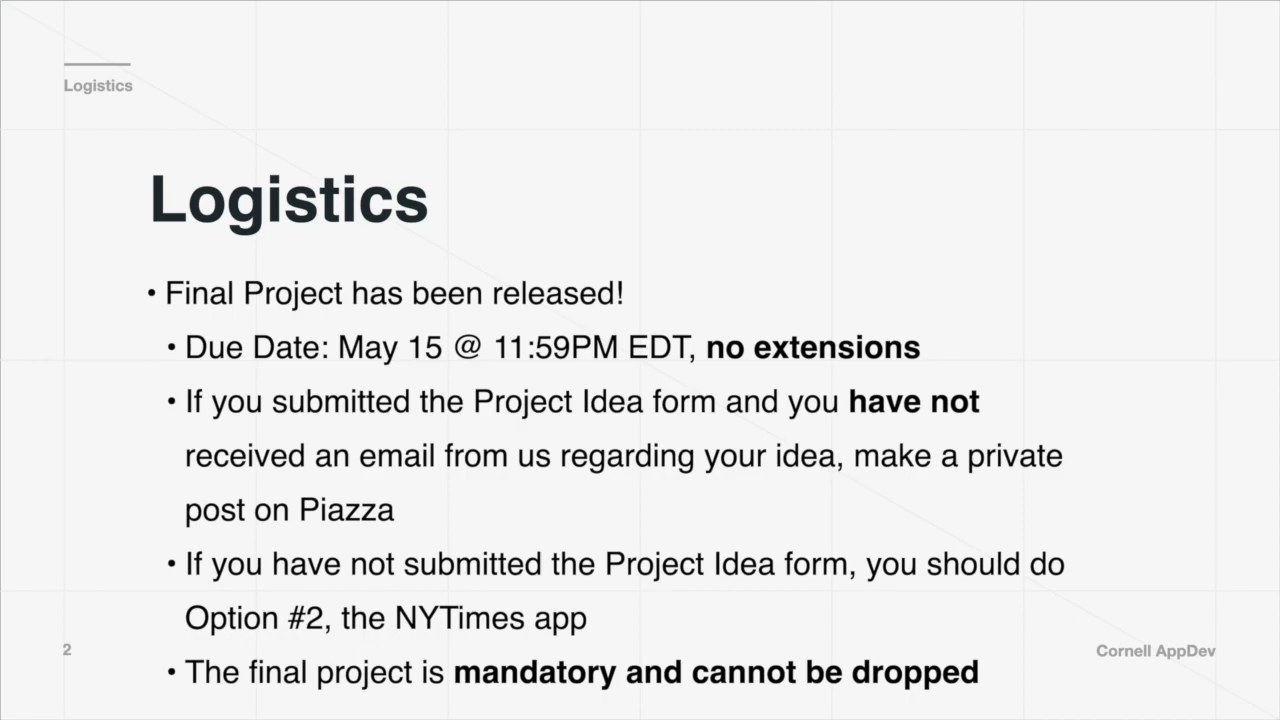 Logistics
Logistics
• Final Project has been released!
• Due Date: May 15 @ 11:59PM EDT, no extensions
• If you submitted the Project Idea form and you have not
received an email from us regarding your idea, make a private
post on Piazza
• If you have not submitted the Project Idea form, you should do
Option #2, the NYTimes app
• The final project is mandatory and cannot be dropped
2
Cornell AppDev